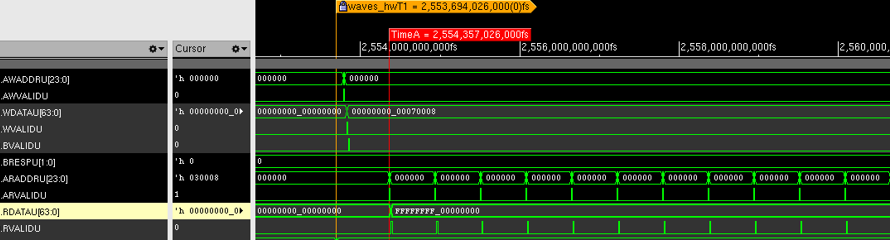 waves_hwT1 = 2,553,694,026,000(0)fs
TimeA = 2,554,357,026,000fs
Cursor
2,554,000,000,000fs 2,556,000,000,000fs 2,558,000,000,000fs 2,560,000,000
.AWADDRU[23:0] 'h 000000 000000 000000
.AWVALIDU 0
.WDATAU[63:0] 'h 00000000_0 00000000_00000000 00000000_00070008
.WVALIDU 0
.BVALIDU 0
.BRESPU[1:0] 'h 0 0
.ARADDRU[23:0] 'h 030008 000000 000000 000000 000000 000000 000000 000000 000000 000000 000000 000000 000000
.ARVALIDU 1
.RDATAU[63:0] 'h 00000000_0 00000000_00000000 FFFFFFFF_00000000
.RVALIDU 0